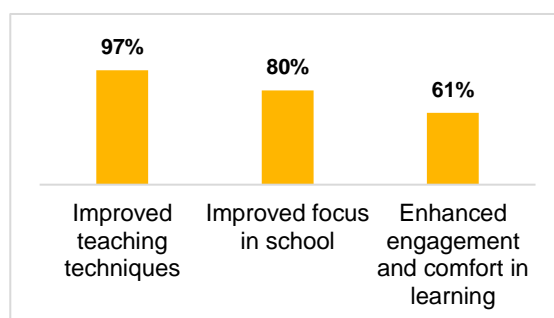 97%
80%
61%
Improved
teaching
techniques
Improved focus
in school
Enhanced
engagement
and comfort in
learning